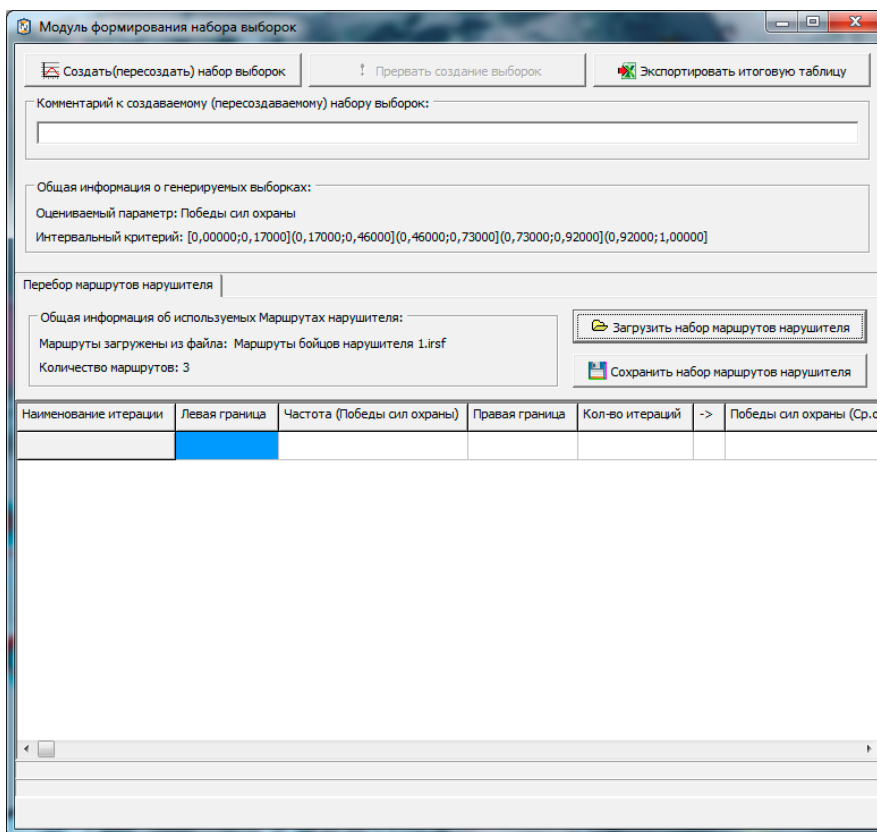 Модуль формирования набора выборок
Создать(пересоздать) набор выборок
! Прервать создание выборок
Экспортировать итоговую таблицу
Комментарий к создаваемому (пересоздаваемому) набору выборок:
Общая информация о генерируемых выборках:
Оцениваемый параметр: Победы сил охраны
Интервальный критерий: [0,00000;0,17000](0,17000;0,46000](0,46000;0,73000](0,73000;0,92000](0,92000;1,00000]
Перебор маршрутов нарушителя
Общая информация об используемых Маршрутах нарушителя:
Маршруты загружены из файла: Маршруты бойцов нарушителя 1.irsf
Количество маршрутов: 3
Загрузить набор маршрутов нарушителя
Сохранить набор маршрутов нарушителя
Наименование итерации Левая граница Частота (Победы сил охраны) Правая граница Кол-во итераций -> Победы сил охраны (Ср.